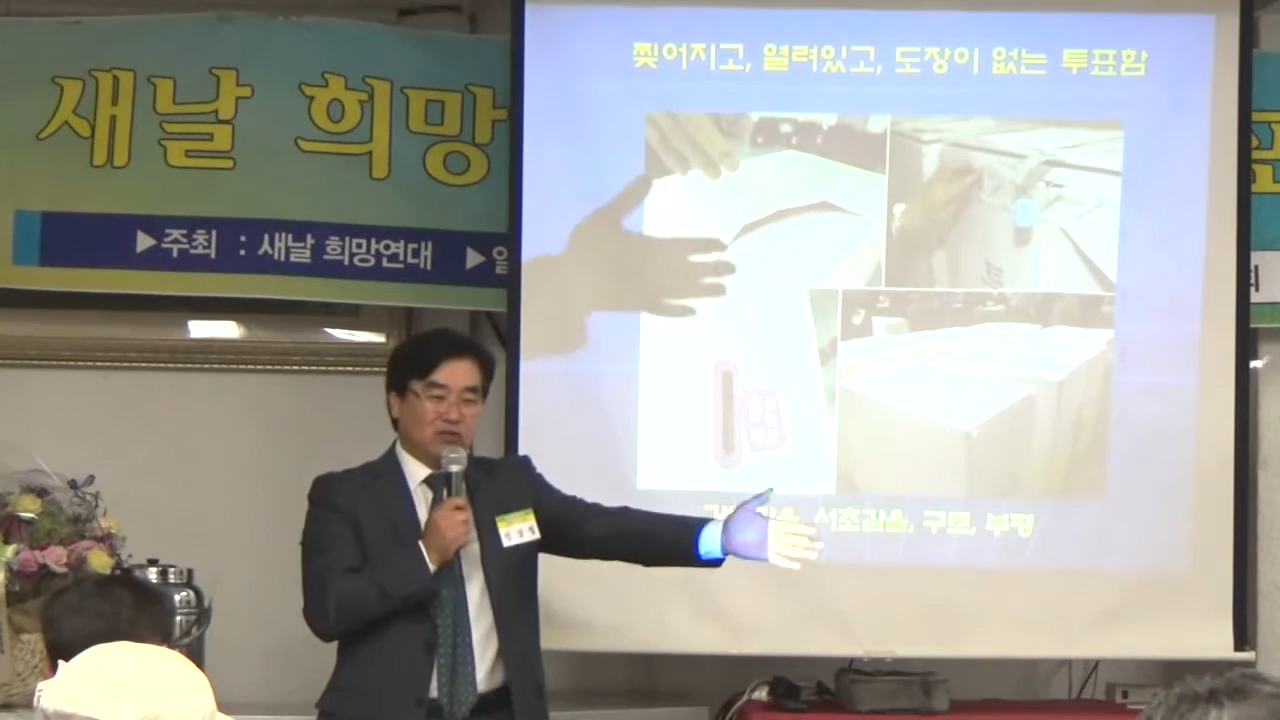 찢어지고, 열려있고, 도장이 없는 투표함
새날 희망
▶주최 : 새날 희망연대 ▶일
서초갑을, 구로, 부평